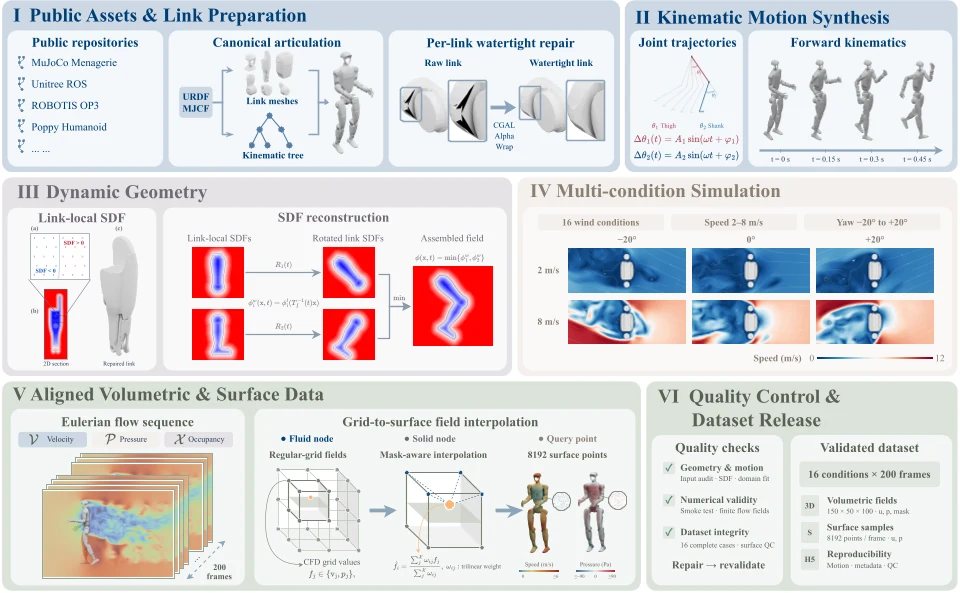 I Public Assets & Link Preparation
Public repositories
MuJoCo Menagerie
Unitree ROS
ROBOTIS OP3
Poppy Humanoid
... ...
Canonical articulation
URDF
MJCF
Link meshes
Kinematic tree
Per-link watertight repair
Raw link
Watertight link
CGAL
Alpha
Wrap
II Kinematic Motion Synthesis
Joint trajectories
θ₁ Thigh
θ₂ Shank
Δθ₁(t) = A₁ sin(ωt + φ₁)
Δθ₂(t) = A₂ sin(ωt + φ₂)
Forward kinematics
t = 0 s
t = 0.15 s
t = 0.3 s
t = 0.45 s
III Dynamic Geometry
Link-local SDF
(a)
SDF > 0
SDF < 0
(b)
2D section
(c)
Repaired link
SDF reconstruction
Link-local SDFs
Rotated link SDFs
Assembled field
R₁(t)
R₂(t)
min
IV Multi-condition Simulation
16 wind conditions
Speed 2–8 m/s
Yaw −20° to +20°
−20°
0°
+20°
2 m/s
8 m/s
Speed (m/s)
0
12
V Aligned Volumetric & Surface Data
Eulerian flow sequence
V Velocity
P Pressure
X Occupancy
200
frames
Grid-to-surface field interpolation
Fluid node
Solid node
Query point
Regular-grid fields
Mask-aware interpolation
8192 surface points
CFD grid values
fⱼ ∈ {vⱼ, pⱼ},
ωᵢⱼ : trilinear weight
Speed (m/s)
Pressure (Pa)
VI Quality Control &
Dataset Release
Quality checks
Geometry & motion
Input audit · SDF · domain fit
Numerical validity
Smoke test · finite flow fields
Dataset integrity
16 complete cases · surface QC
Repair → revalidate
Validated dataset
16 conditions × 200 frames
3D
Volumetric fields
150 × 50 × 100 · u, p, mask
S
Surface samples
8192 points / frame · u, p
H5
Reproducibility
Motion · metadata · QC